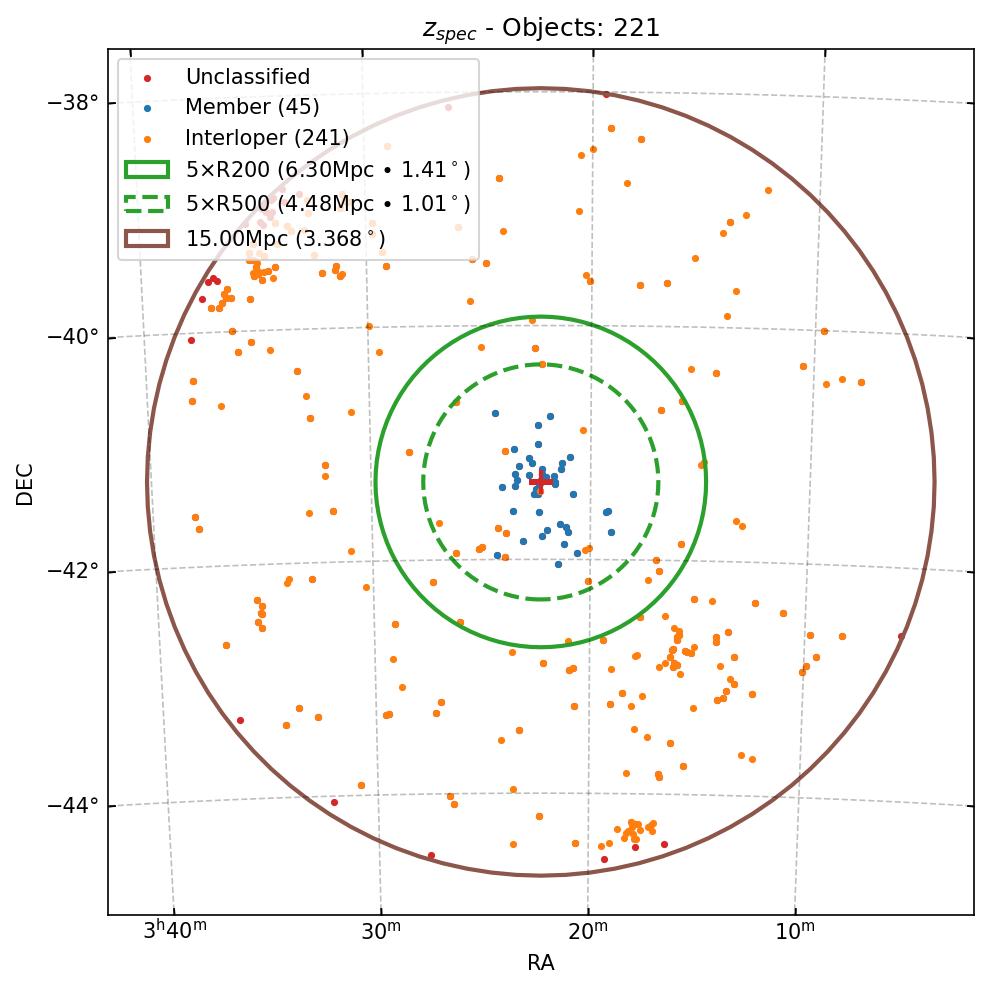 z_spec - Objects: 221
Unclassified
Member (45)
Interloper (241)
5×R200 (6.30Mpc • 1.41°)
5×R500 (4.48Mpc • 1.01°)
15.00Mpc (3.368°)
−38°
−40°
−42°
−44°
DEC
3ʰ40ᵐ 30ᵐ 20ᵐ 10ᵐ
RA